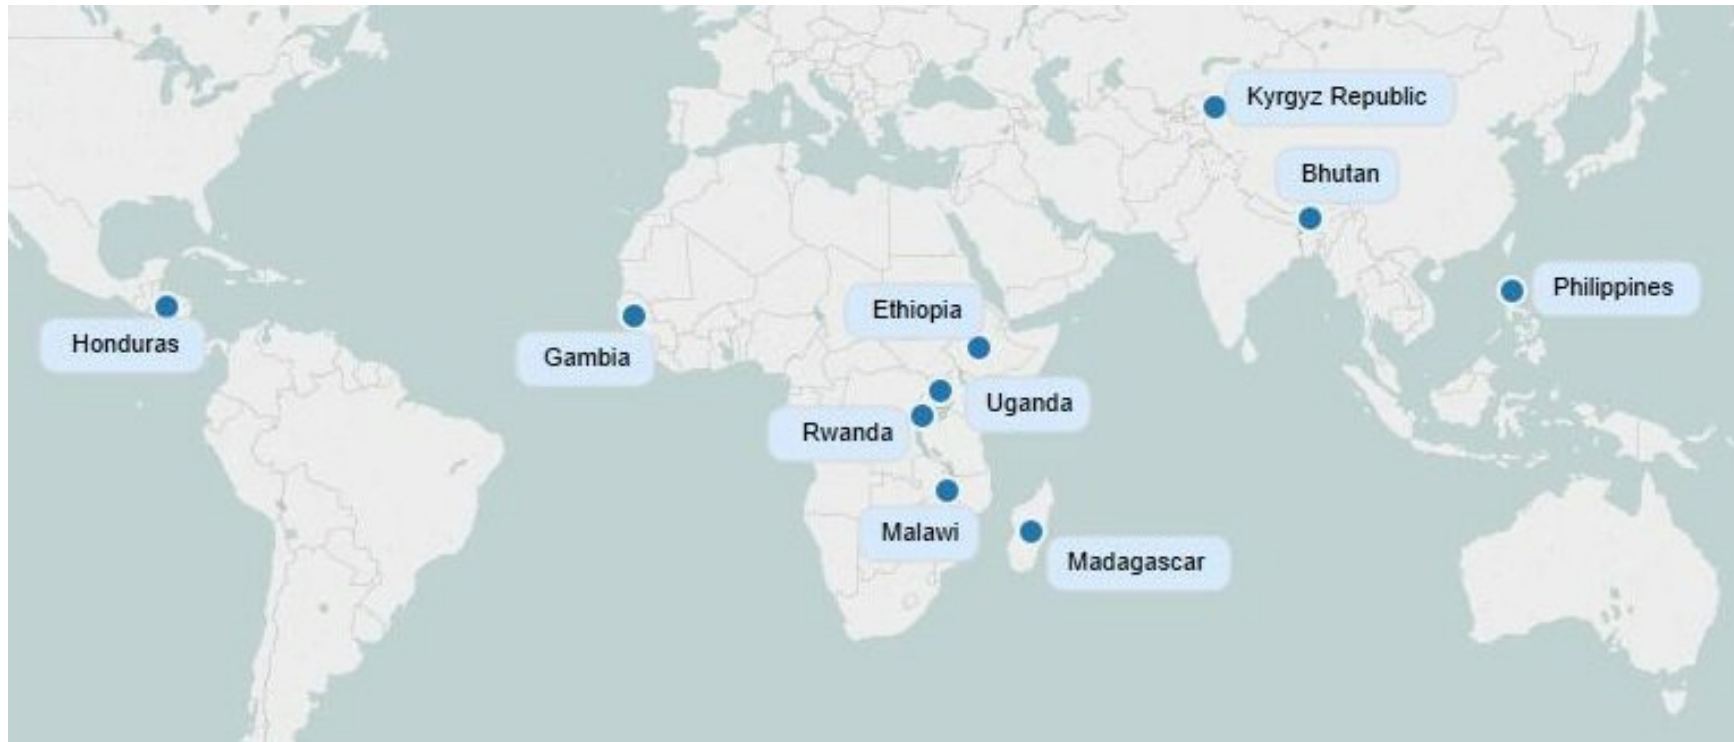 Kyrgyz Republic
Bhutan
Philippines
Ethiopia
Honduras
Gambia
Uganda
Rwanda
Malawi
Madagascar